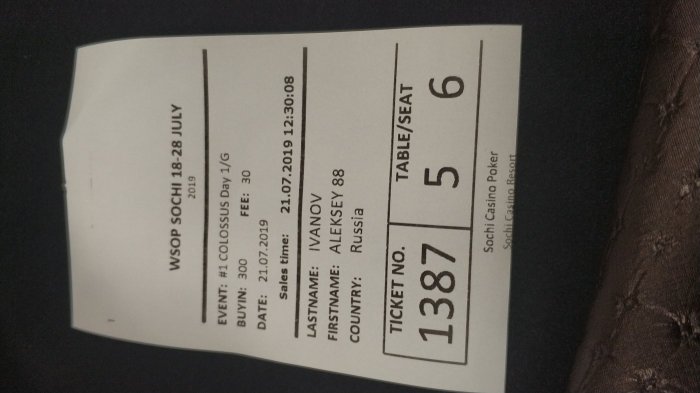 WSOP SOCHI 18-28 JULY
2019
EVENT: #1 COLOSSUS Day 1/G
BUYIN: 300 FEE: 30
DATE: 21.07.2019
Sales time: 21.07.2019 12:30:08
LASTNAME: IVANOV
FIRSTNAME: ALEKSEY 88
COUNTRY: Russia
TICKET NO. TABLE/SEAT
1387 5 6
Sochi Casino Poker
Sochi Casino Resort